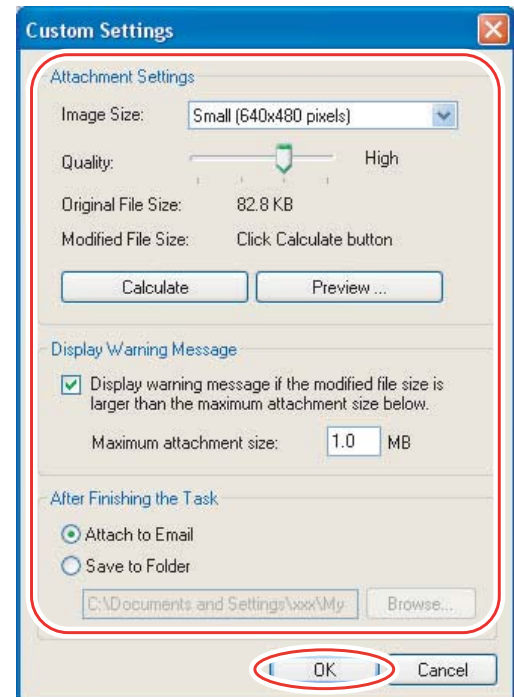 Custom Settings
Attachment Settings
Image Size: Small (640x480 pixels)
Quality: High
Original File Size: 82.8 KB
Modified File Size: Click Calculate button
Calculate Preview ...
Display Warning Message
Display warning message if the modified file size is
larger than the maximum attachment size below.
Maximum attachment size: 1.0 MB
After Finishing the Task
Attach to Email
Save to Folder
C:\Documents and Settings\xxx\My Browse...
OK Cancel